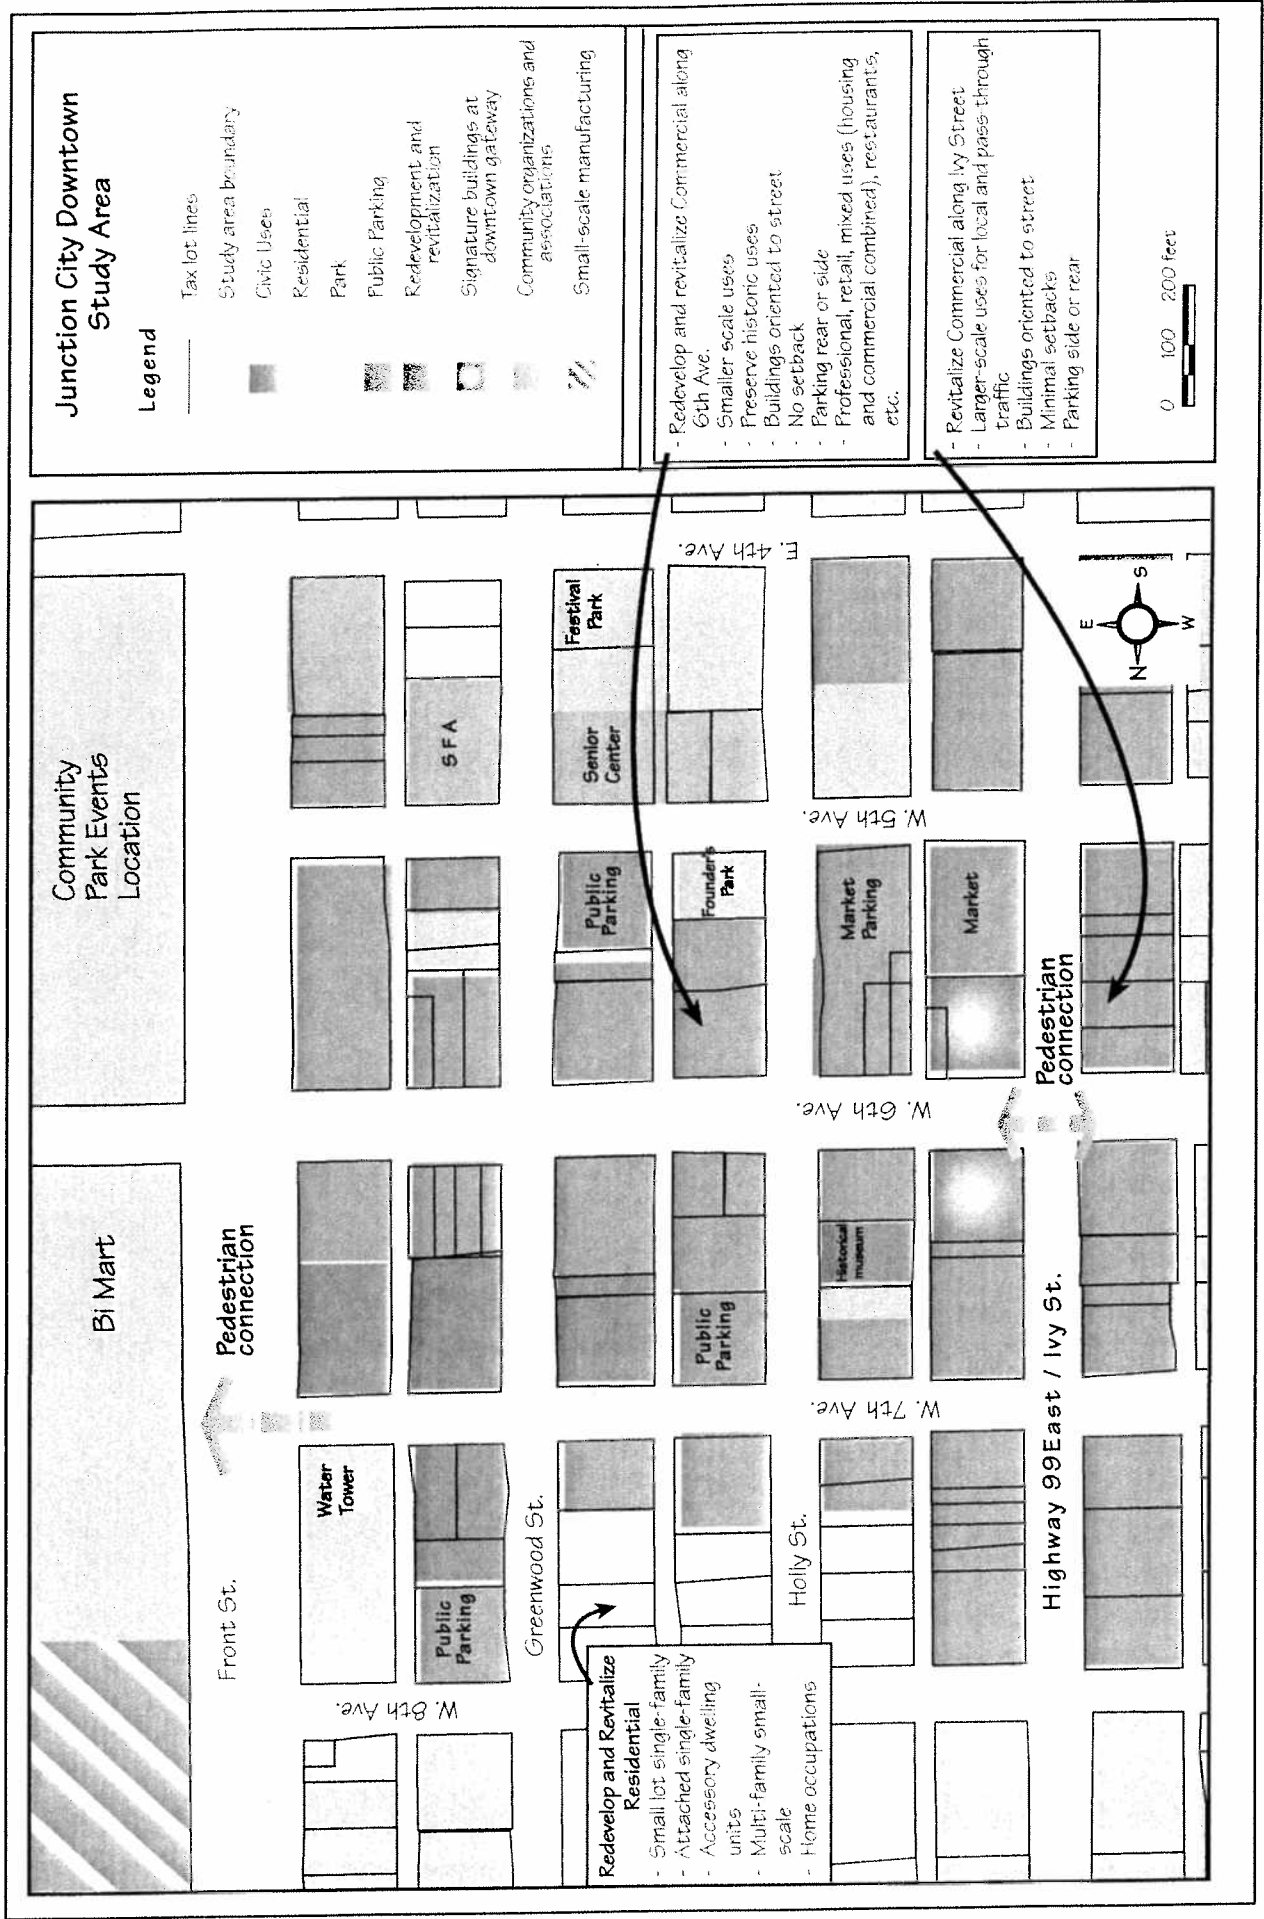 Junction City Downtown
Study Area
Legend
Tax lot lines
Study area boundary
Civic Uses
Residential
Park
Public Parking
Redevelopment and
revitalization
Signature buildings at
downtown gateway
Community organizations and
associations
Small-scale manufacturing
- Redevelop and revitalize Commercial along
6th Ave.
- Smaller scale uses
- Preserve historic uses
- Buildings oriented to street
- No setback
- Parking rear or side
- Professional, retail, mixed uses (housing
and commercial combined), restaurants,
etc.
- Revitalize Commercial along Ivy Street
- Larger-scale uses for local and pass-through
traffic
- Buildings oriented to street
- Minimal setbacks
- Parking side or rear
0 100 200 feet
Community
Park Events
Location
Bi Mart
Pedestrian
connection
Front St.
Water
Tower
W. 8th Ave.
Public
Parking
SFA
Greenwood St.
Festival
Park
Senior
Center
Public
Parking
Founder's
Park
Public
Parking
E. 4th Ave.
W. 5th Ave.
W. 6th Ave.
W. 7th Ave.
Holly St.
Market
Parking
Historical
museum
Market
Pedestrian
connection
Highway 99East / Ivy St.
N
E
S
W
Redevelop and Revitalize
Residential
- Small lot single-family
- Attached single-family
- Accessory dwelling
units
- Multi-family small-
scale
- Home occupations